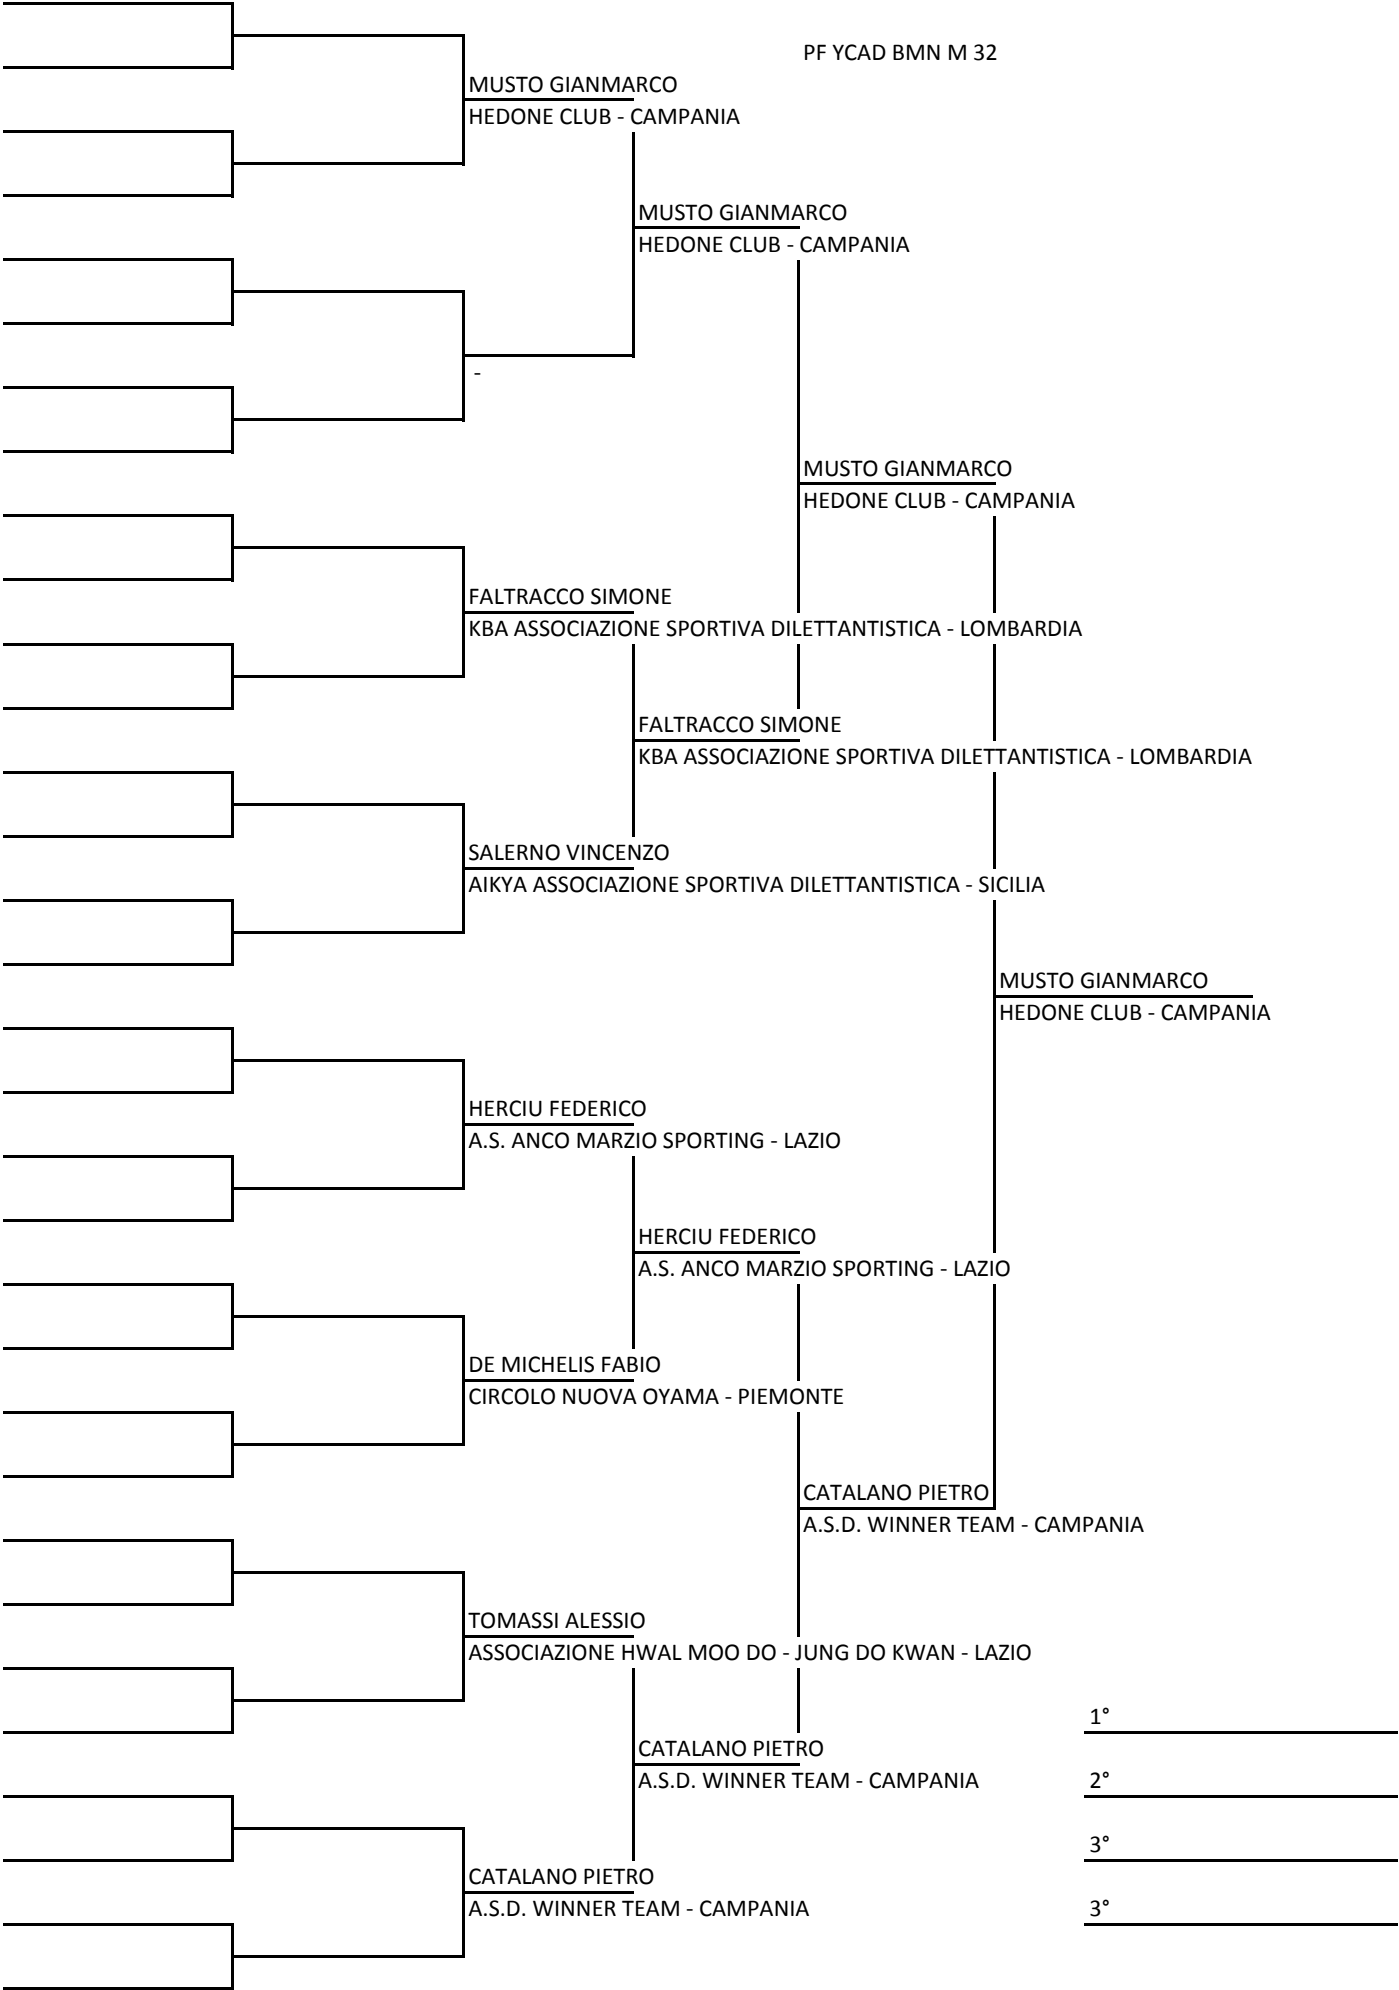 PF YCAD BMN M 32
MUSTO GIANMARCO
HEDONE CLUB - CAMPANIA
MUSTO GIANMARCO
HEDONE CLUB - CAMPANIA
-
MUSTO GIANMARCO
HEDONE CLUB - CAMPANIA
FALTRACCO SIMONE
KBA ASSOCIAZIONE SPORTIVA DILETTANTISTICA - LOMBARDIA
FALTRACCO SIMONE
KBA ASSOCIAZIONE SPORTIVA DILETTANTISTICA - LOMBARDIA
SALERNO VINCENZO
AIKYA ASSOCIAZIONE SPORTIVA DILETTANTISTICA - SICILIA
MUSTO GIANMARCO
HEDONE CLUB - CAMPANIA
HERCIU FEDERICO
A.S. ANCO MARZIO SPORTING - LAZIO
HERCIU FEDERICO
A.S. ANCO MARZIO SPORTING - LAZIO
DE MICHELIS FABIO
CIRCOLO NUOVA OYAMA - PIEMONTE
CATALANO PIETRO
A.S.D. WINNER TEAM - CAMPANIA
TOMASSI ALESSIO
ASSOCIAZIONE HWAL MOO DO - JUNG DO KWAN - LAZIO
1°
CATALANO PIETRO
A.S.D. WINNER TEAM - CAMPANIA
2°
3°
CATALANO PIETRO
A.S.D. WINNER TEAM - CAMPANIA
3°